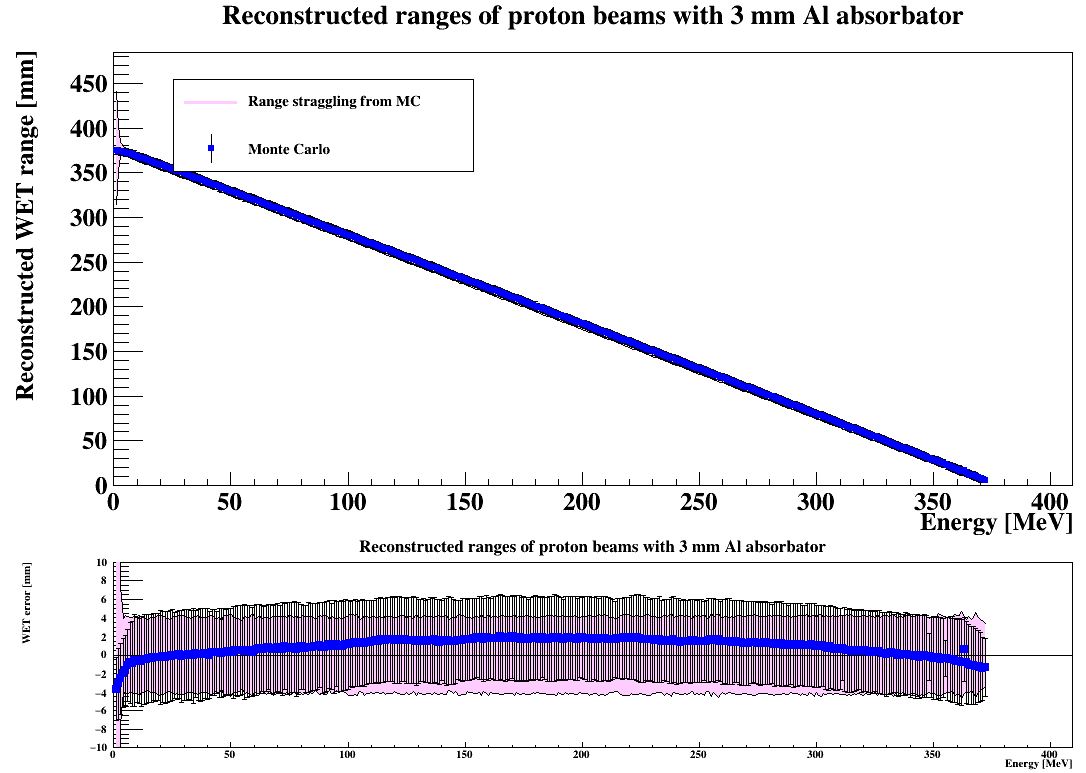 Reconstructed ranges of proton beams with 3 mm Al absorbator
Reconstructed WET range [mm]
450
400
350
300
250
200
150
100
50
0
Range straggling from MC
Monte Carlo
0 50 100 150 200 250 300 350 400
Energy [MeV]
Reconstructed ranges of proton beams with 3 mm Al absorbator
WET error [mm]
10
8
6
4
2
0
−2
−4
−6
−8
−10
0 50 100 150 200 250 300 350 400
Energy [MeV]